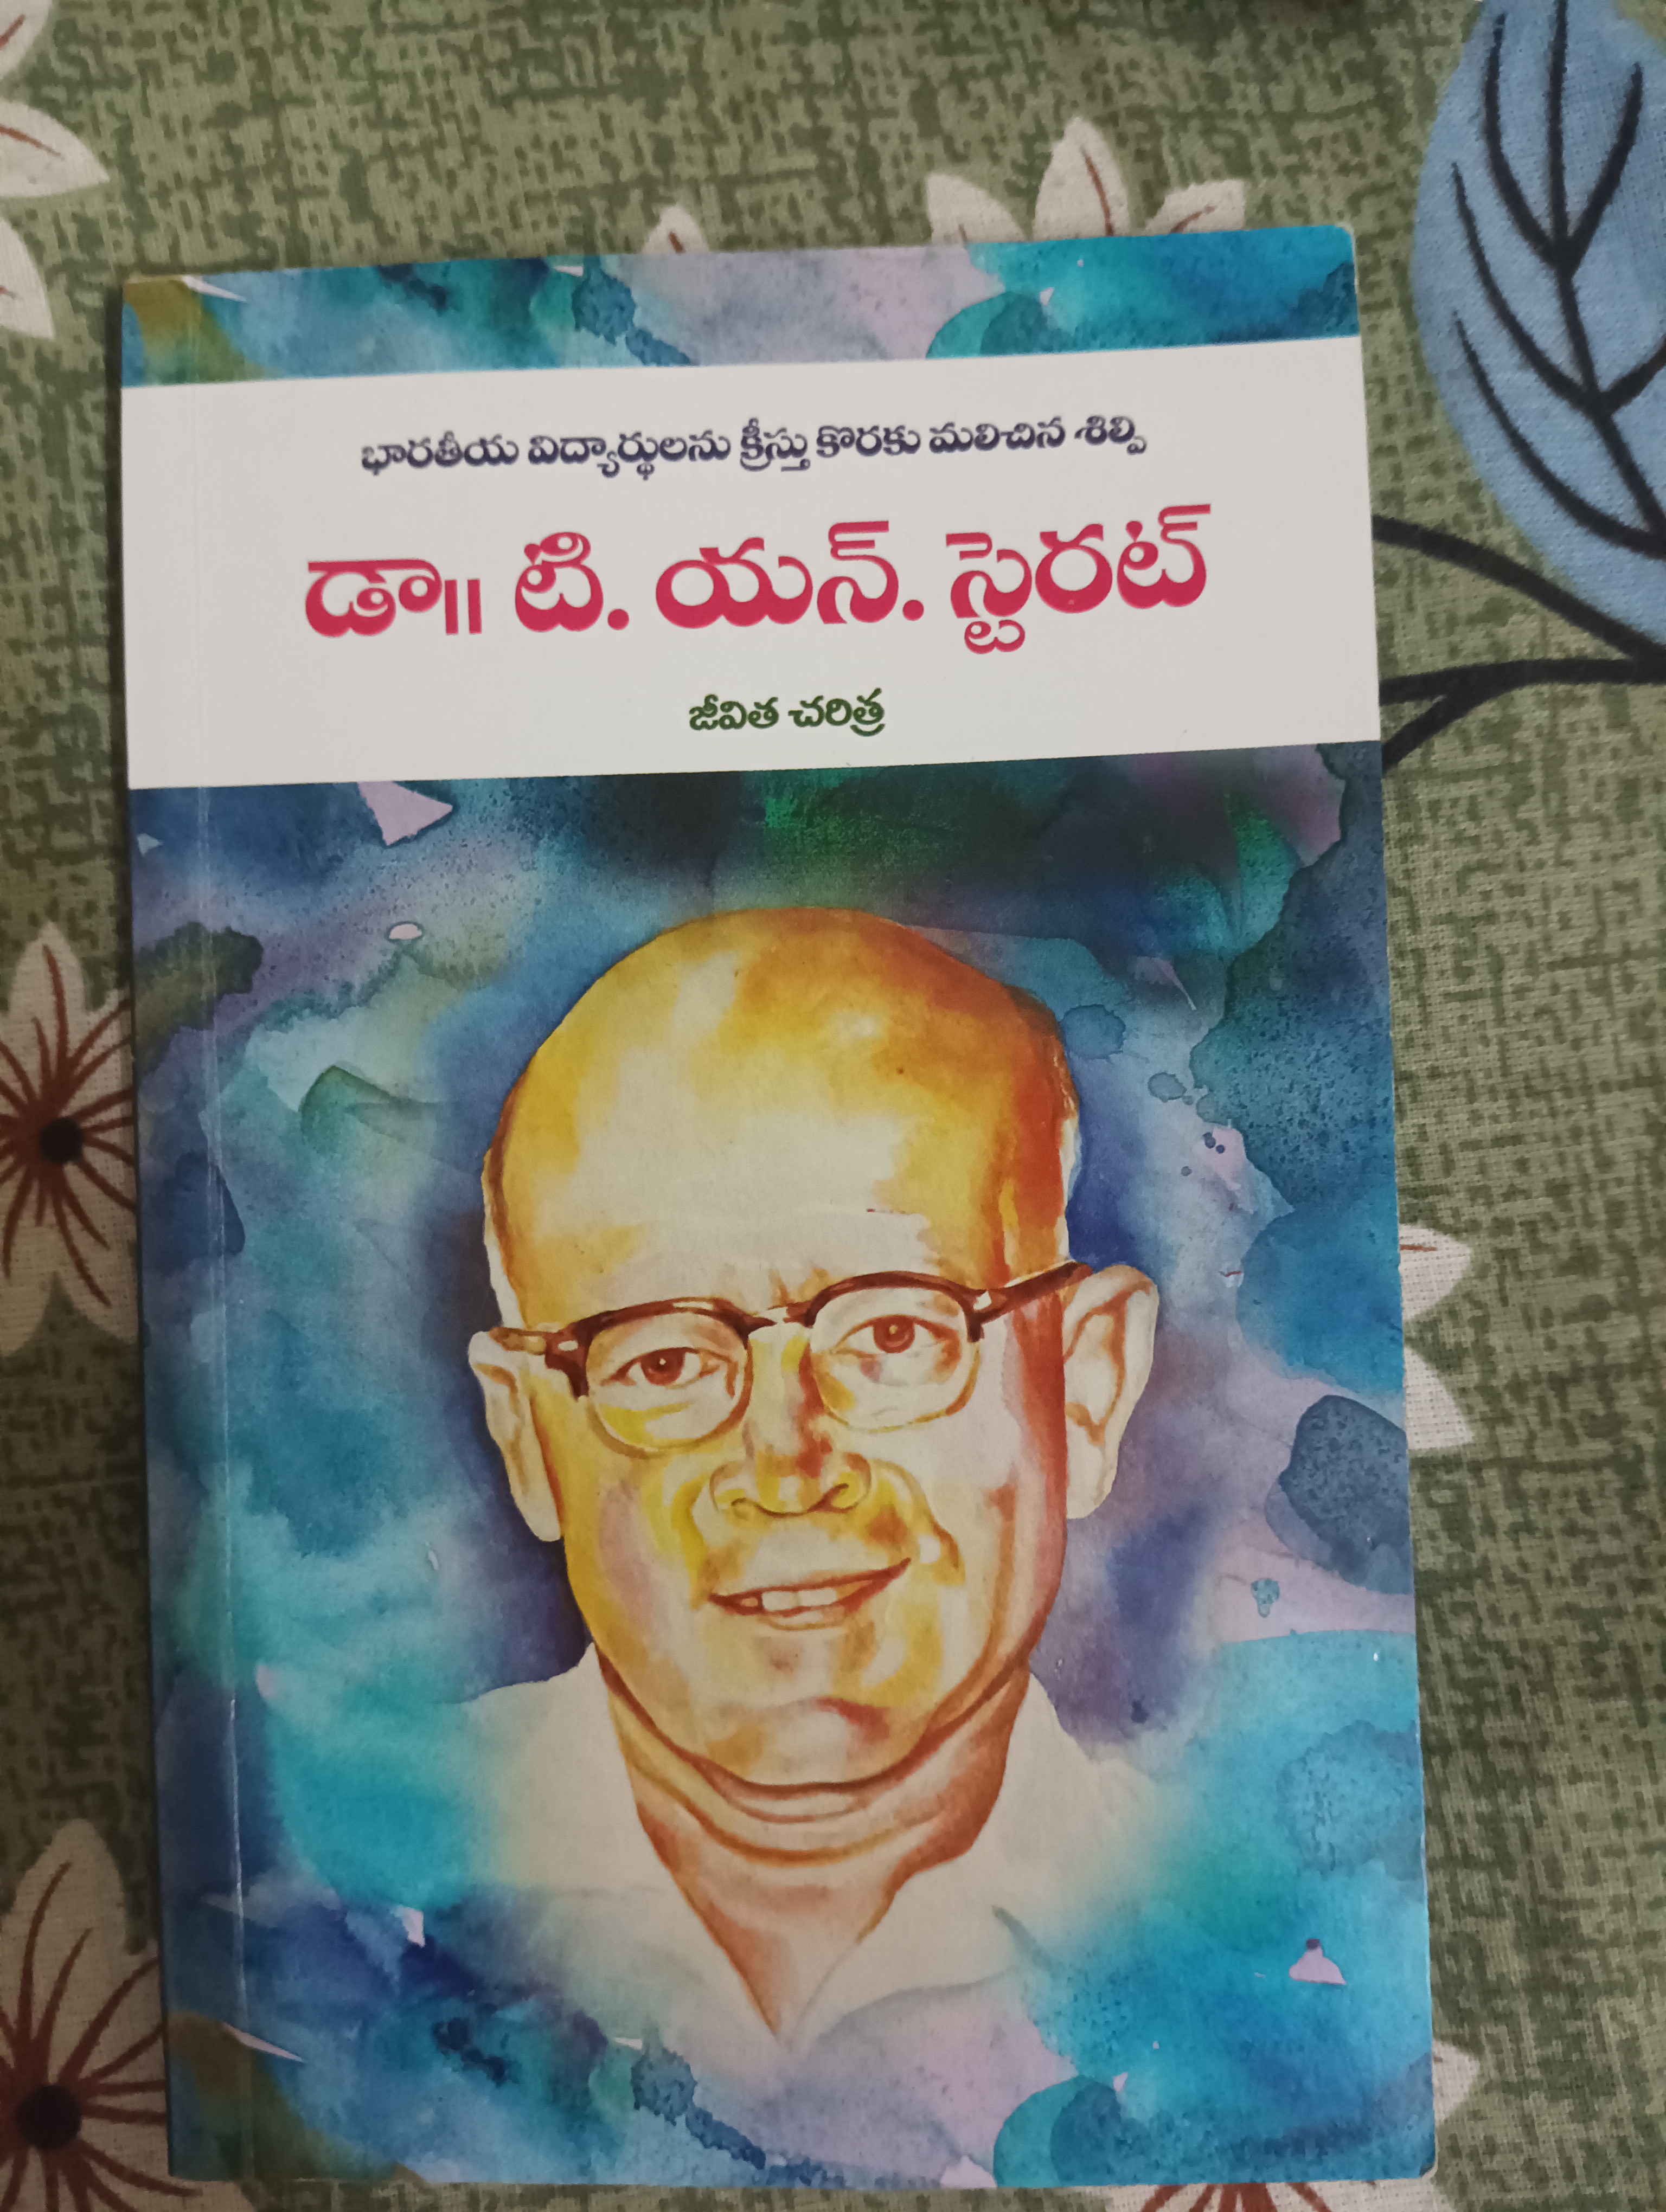 భారతీయ విద్యార్థులను క్రీస్తు కొరకు మలిచిన శిల్పి
డా॥ టి. యన్. స్టెరట్
జీవిత చరిత్ర